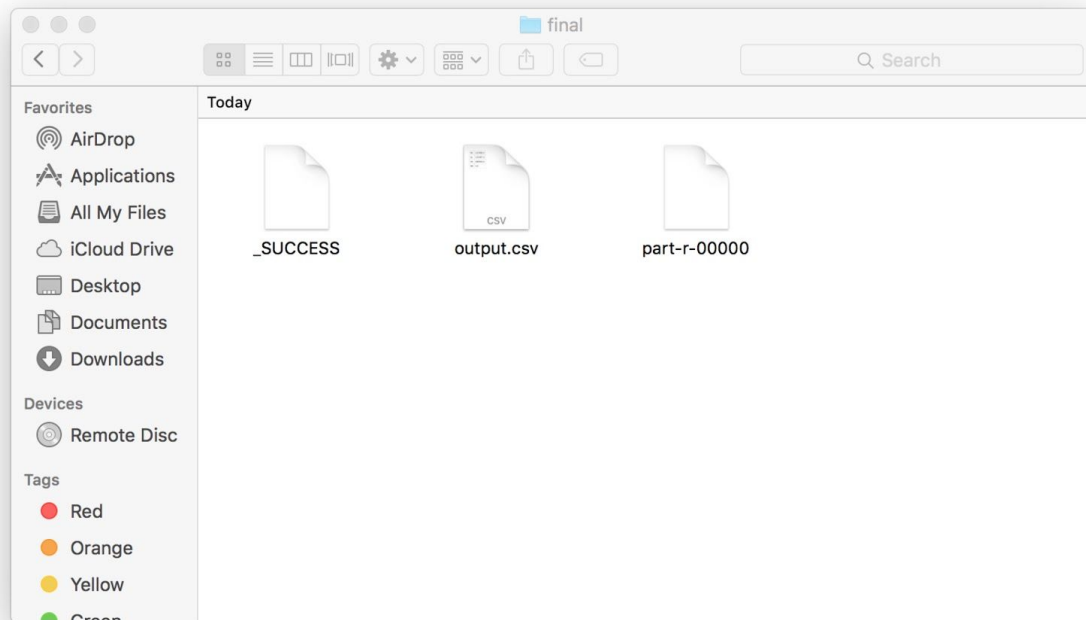 final
Search
Favorites
AirDrop
Applications
All My Files
iCloud Drive
Desktop
Documents
Downloads
Devices
Remote Disc
Tags
Red
Orange
Yellow
Green
Today
CSV
_SUCCESS
output.csv
part-r-00000